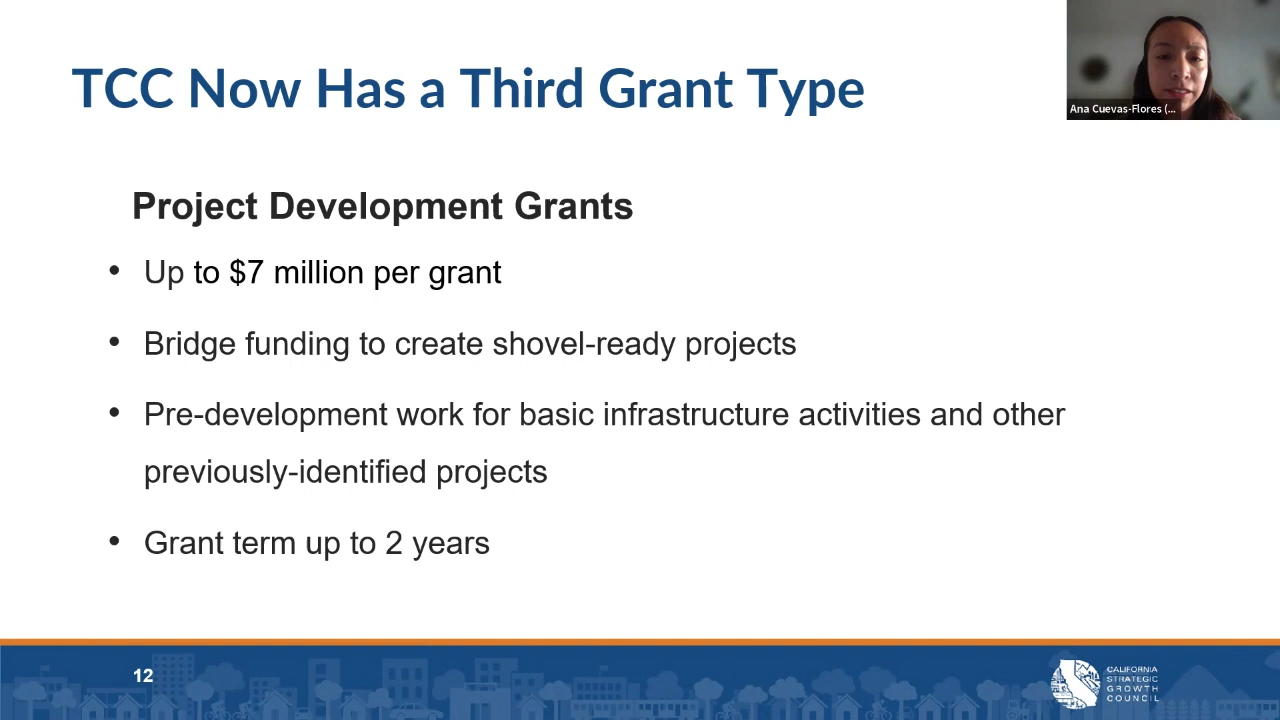 TCC Now Has a Third Grant Type
Ana Cuevas-Flores (...
Project Development Grants
• Up to $7 million per grant
• Bridge funding to create shovel-ready projects
• Pre-development work for basic infrastructure activities and other
previously-identified projects
• Grant term up to 2 years
12
CALIFORNIA
STRATEGIC
GROWTH
COUNCIL